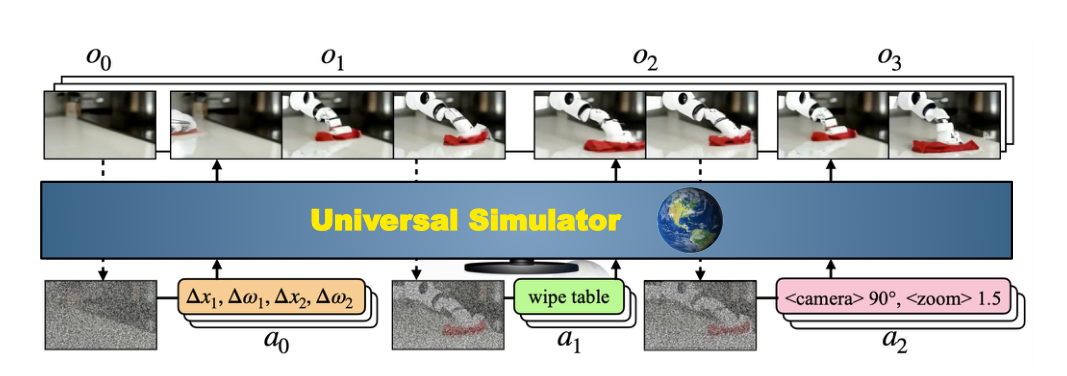 o₀ o₁ o₂ o₃
Universal Simulator
Δx₁, Δω₁, Δx₂, Δω₂ wipe table <camera> 90°, <zoom> 1.5
a₀ a₁ a₂